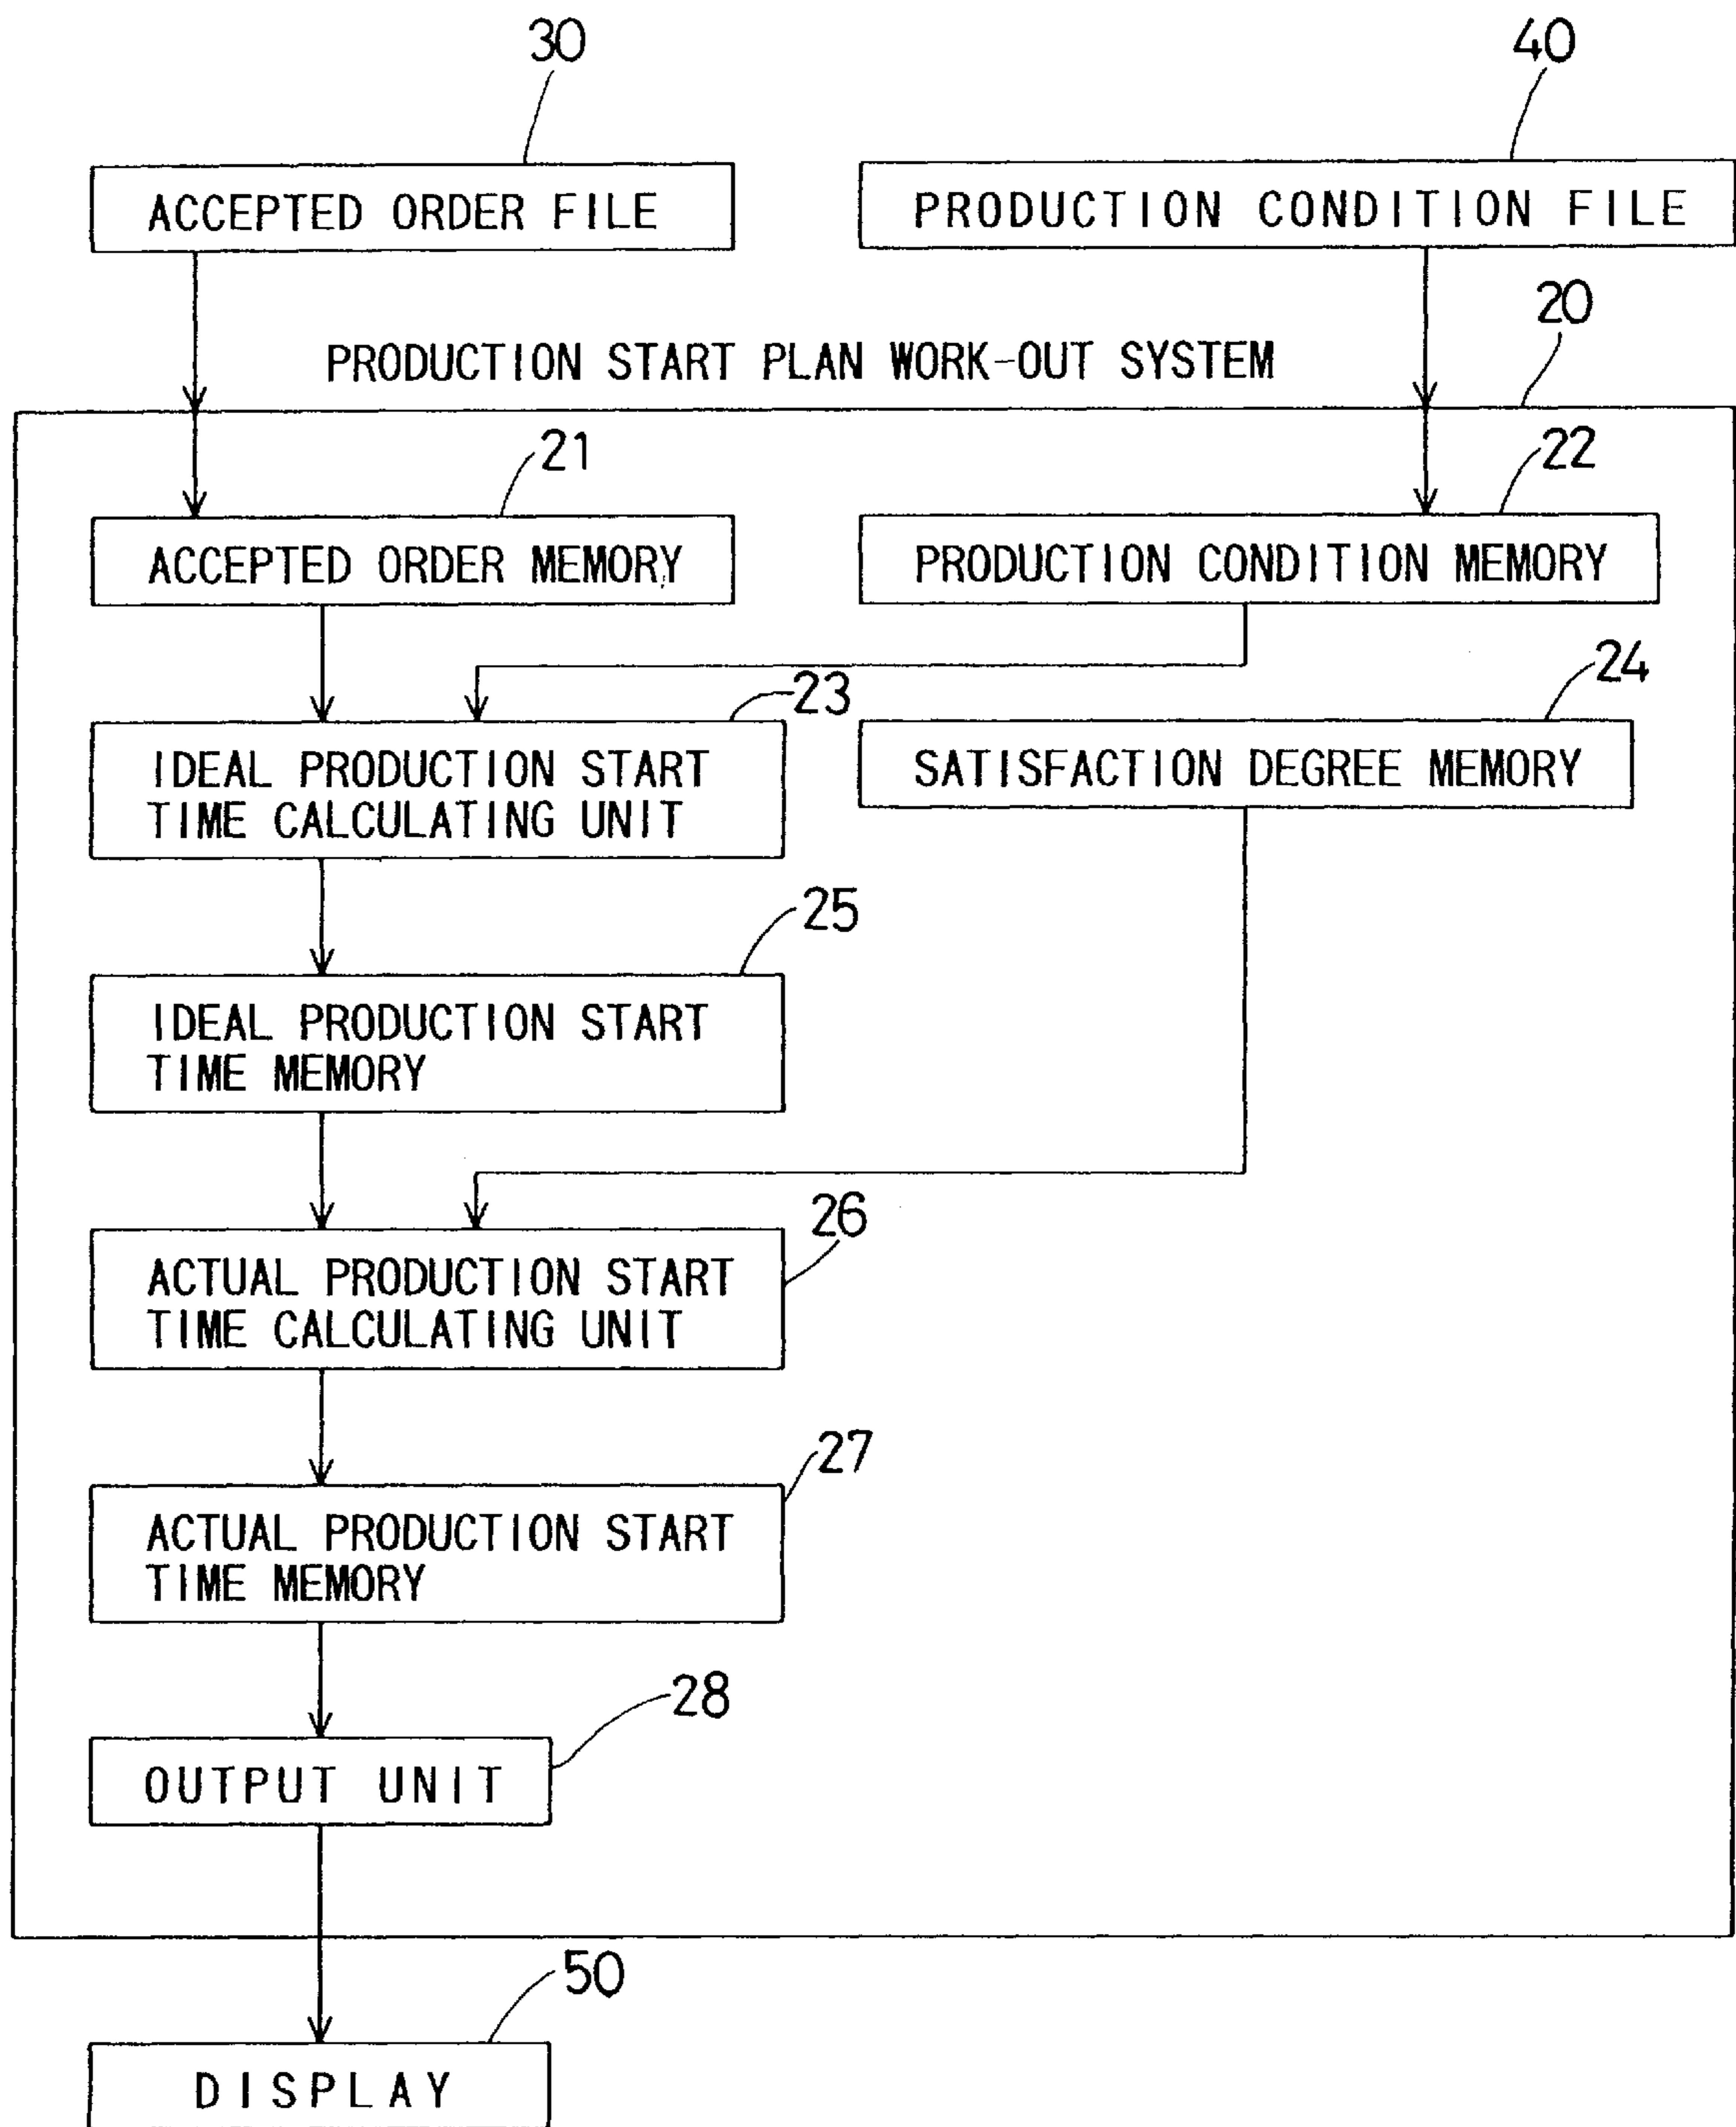 30
40
ACCEPTED ORDER FILE
PRODUCTION CONDITION FILE
20
PRODUCTION START PLAN WORK-OUT SYSTEM
21
22
ACCEPTED ORDER MEMORY
PRODUCTION CONDITION MEMORY
23
24
IDEAL PRODUCTION START
TIME CALCULATING UNIT
SATISFACTION DEGREE MEMORY
25
IDEAL PRODUCTION START
TIME MEMORY
26
ACTUAL PRODUCTION START
TIME CALCULATING UNIT
27
ACTUAL PRODUCTION START
TIME MEMORY
28
OUTPUT UNIT
50
DISPLAY